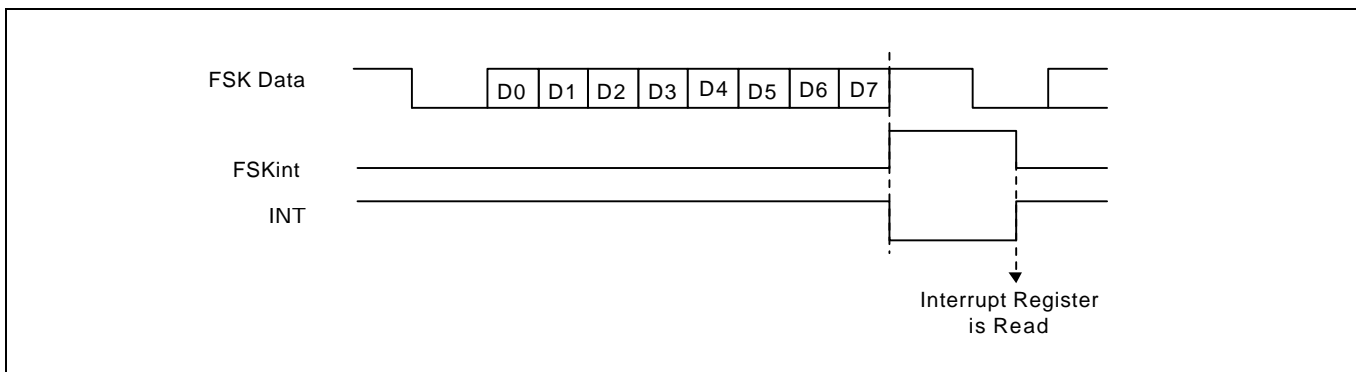 FSK Data
D0 D1 D2 D3 D4 D5 D6 D7
FSKint
INT
Interrupt Register
is Read